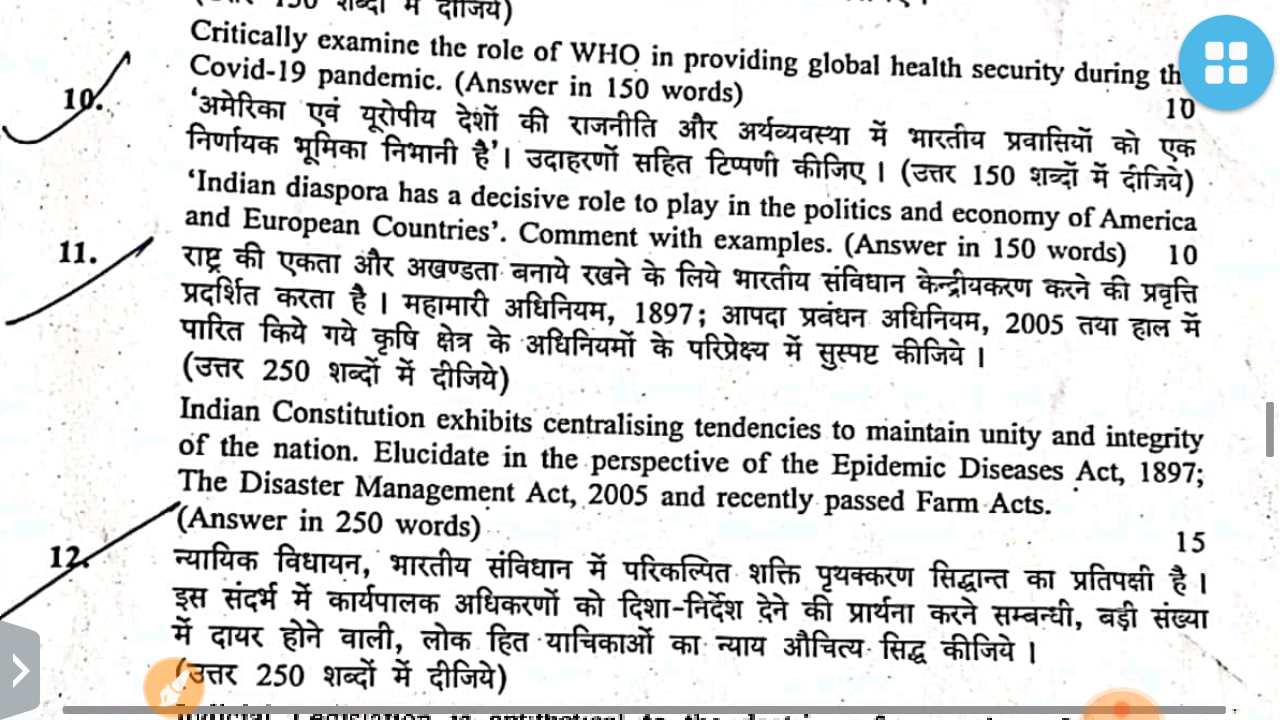 (उत्तर 150 शब्दों में दीजिये)
Critically examine the role of WHO in providing global health security during th
Covid-19 pandemic. (Answer in 150 words)
10
10.
'अमेरिका एवं यूरोपीय देशों की राजनीति और अर्थव्यवस्था में भारतीय प्रवासियों को एक
निर्णायक भूमिका निभानी है'। उदाहरणों सहित टिप्पणी कीजिए। (उत्तर 150 शब्दों में दीजिये)
'Indian diaspora has a decisive role to play in the politics and economy of America
and European Countries'. Comment with examples. (Answer in 150 words) 10
11.
राष्ट्र की एकता और अखण्डता बनाये रखने के लिये भारतीय संविधान केन्द्रीयकरण करने की प्रवृत्ति
प्रदर्शित करता है। महामारी अधिनियम, 1897; आपदा प्रबंधन अधिनियम, 2005 तथा हाल में
पारित किये गये कृषि क्षेत्र के अधिनियमों के परिप्रेक्ष्य में सुस्पष्ट कीजिये।
(उत्तर 250 शब्दों में दीजिये)
Indian Constitution exhibits centralising tendencies to maintain unity and integrity
of the nation. Elucidate in the perspective of the Epidemic Diseases Act, 1897;
The Disaster Management Act, 2005 and recently passed Farm Acts.
(Answer in 250 words)
15
12.
न्यायिक विधायन, भारतीय संविधान में परिकल्पित शक्ति पृथक्करण सिद्धान्त का प्रतिपक्षी है।
इस संदर्भ में कार्यपालक अधिकरणों को दिशा-निर्देश देने की प्रार्थना करने सम्बन्धी, बड़ी संख्या
में दायर होने वाली, लोक हित याचिकाओं का न्याय औचित्य सिद्ध कीजिये।
(उत्तर 250 शब्दों में दीजिये)